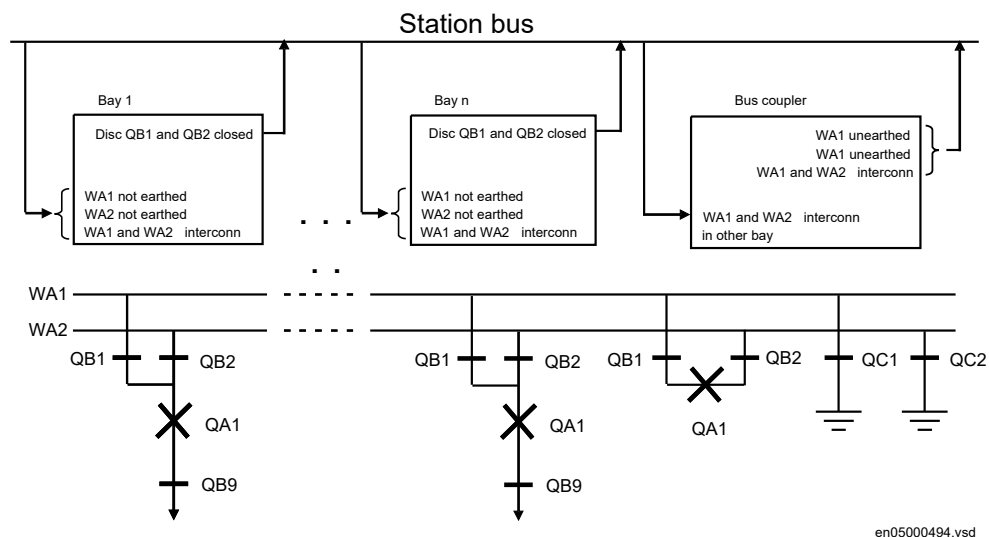 Station bus
Bay 1
Disc QB1 and QB2 closed
WA1 not earthed
WA2 not earthed
WA1 and WA2 interconn
. . .
Bay n
Disc QB1 and QB2 closed
WA1 not earthed
WA2 not earthed
WA1 and WA2 interconn
Bus coupler
WA1 unearthed
WA1 unearthed
WA1 and WA2 interconn
WA1 and WA2 interconn
in other bay
. .
WA1
WA2
QB1
QB2
QB1
QB2
QB1
QB2
QC1
QC2
QA1
QA1
QA1
QB9
QB9
en05000494.vsd